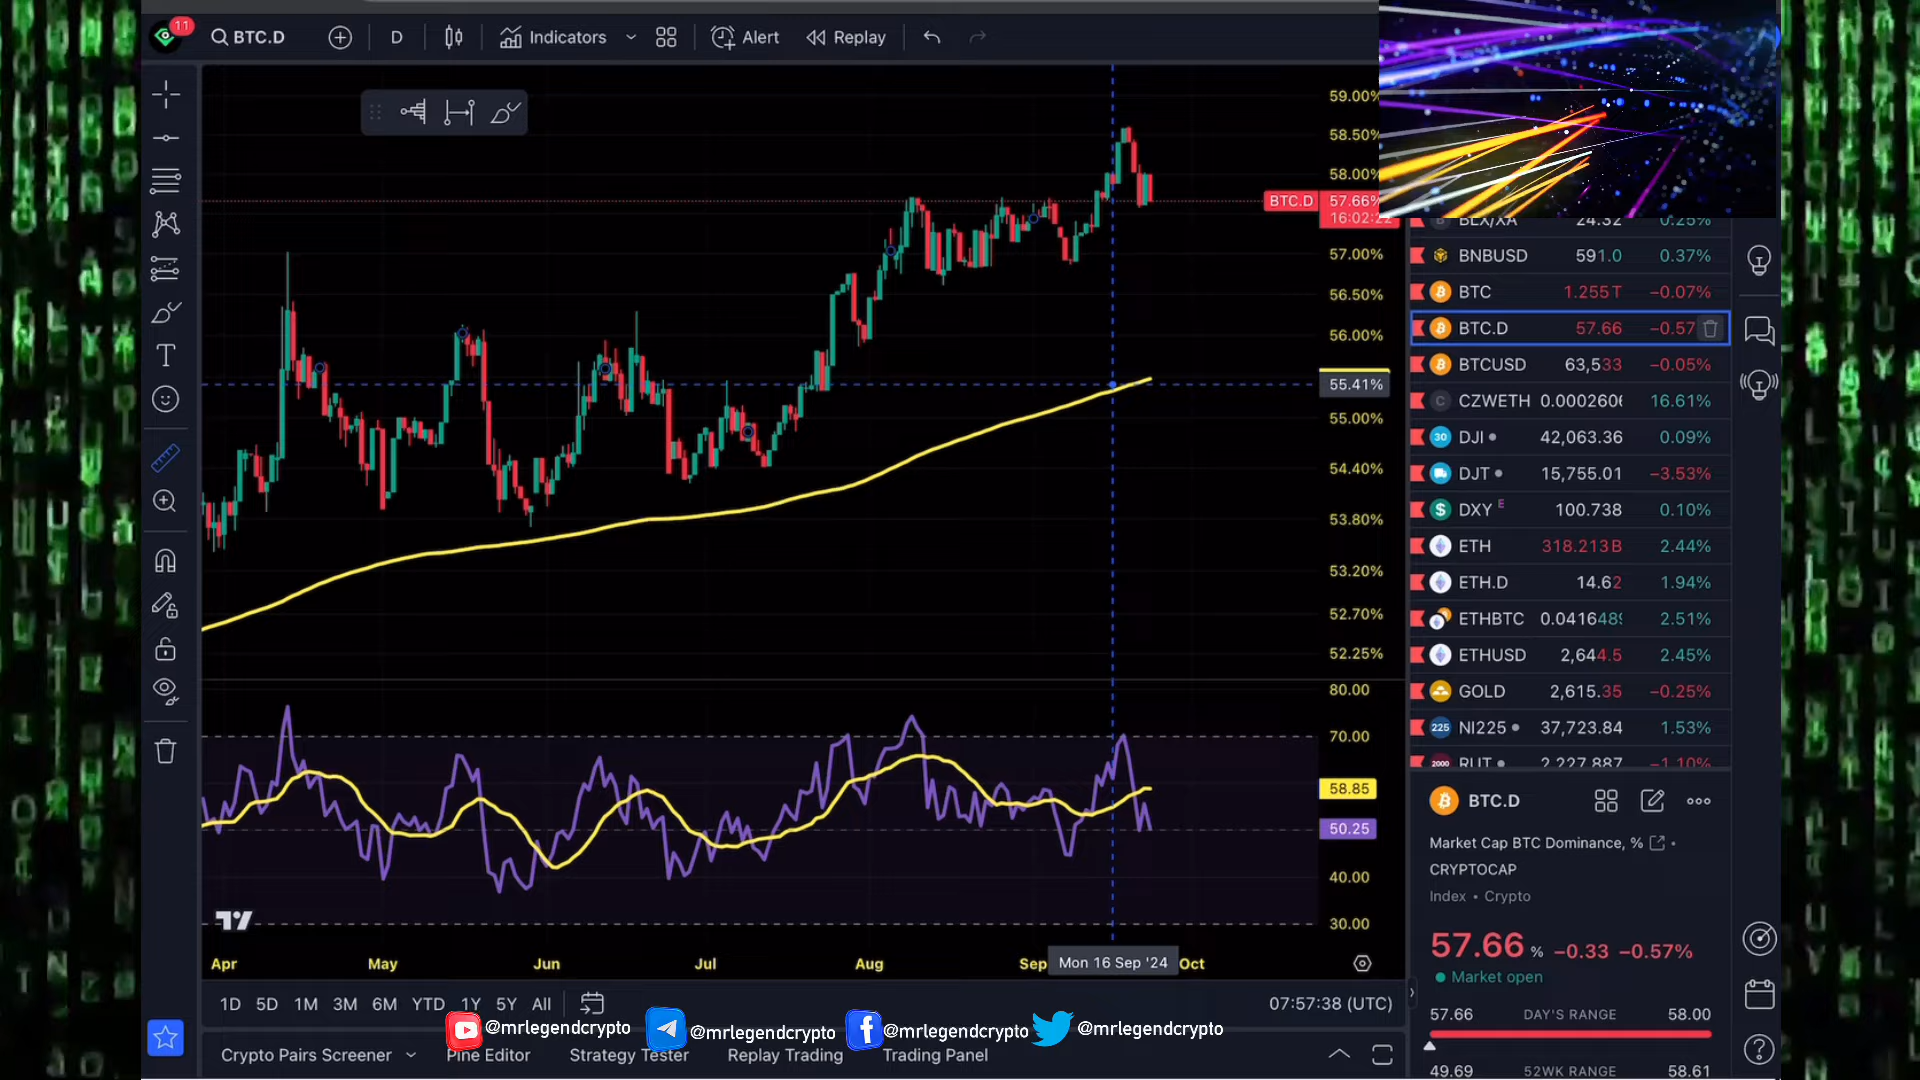 11
BTC.D
D
Indicators
Alert
Replay
59.00%
58.50%
58.00%
BTC.D 57.66%
57.00%
56.50%
56.00%
55.41%
55.00%
54.40%
53.80%
53.20%
52.70%
52.25%
80.00
70.00
58.85
50.25
40.00
30.00
Apr May Jun Jul Aug Sep Mon 16 Sep '24 Oct
1D 5D 1M 3M 6M YTD 1Y 5Y All
07:57:38 (UTC)
@mrlegendcrypto @mrlegendcrypto @mrlegendcrypto @mrlegendcrypto
Crypto Pairs Screener Pine Editor Strategy Tester Replay Trading Trading Panel
BLX/XA 24.32 0.25%
BNBUSD 591.0 0.37%
BTC 1.255T −0.07%
BTC.D 57.66 −0.57
BTCUSD 63,533 −0.05%
CZWETH 0.0002606 16.61%
30 DJI 42,063.36 0.09%
DJT 15,755.01 −3.53%
DXY E 100.738 0.10%
ETH 318.213B 2.44%
ETH.D 14.62 1.94%
ETHBTC 2.51%
ETHUSD 2,644.5 2.45%
GOLD 2,615.35 −0.25%
225 NI225 37,723.84 1.53%
2000 RUT 2,227.887 −1.10%
BTC.D
Market Cap BTC Dominance, %
CRYPTOCAP
Index • Crypto
57.66 % −0.33 −0.57%
Market open
57.66 DAY'S RANGE 58.00
49.69 52WK RANGE 58.61